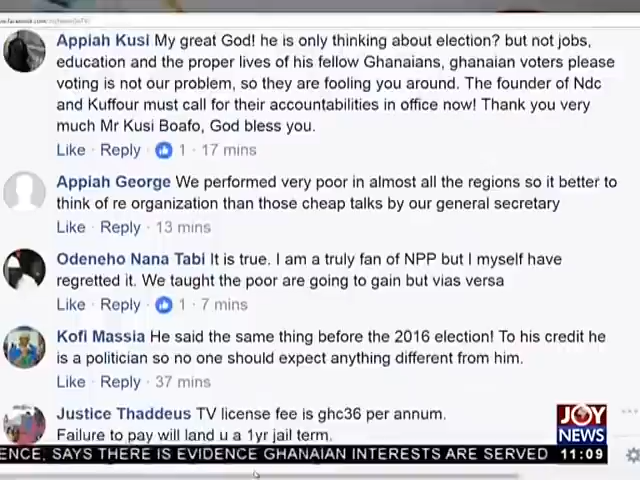 Appiah Kusi My great God! he is only thinking about election? but not jobs,
education and the proper lives of his fellow Ghanaians, ghanaian voters please
voting is not our problem, so they are fooling you around. The founder of Ndc
and Kuffour must call for their accountabilities in office now! Thank you very
much Mr Kusi Boafo, God bless you.
Like · Reply · 1 · 17 mins
Appiah George We performed very poor in almost all the regions so it better to
think of re organization than those cheap talks by our general secretary
Like · Reply · 13 mins
Odeneho Nana Tabi It is true. I am a truly fan of NPP but I myself have
regretted it. We taught the poor are going to gain but vias versa
Like · Reply · 1 · 7 mins
Kofi Massia He said the same thing before the 2016 election! To his credit he
is a politician so no one should expect anything different from him.
Like · Reply · 37 mins
Justice Thaddeus TV license fee is ghc36 per annum.
Failure to pay will land u a 1yr jail term.
JOY
NEWS
ENCE, SAYS THERE IS EVIDENCE GHANAIAN INTERESTS ARE SERVED
11:09